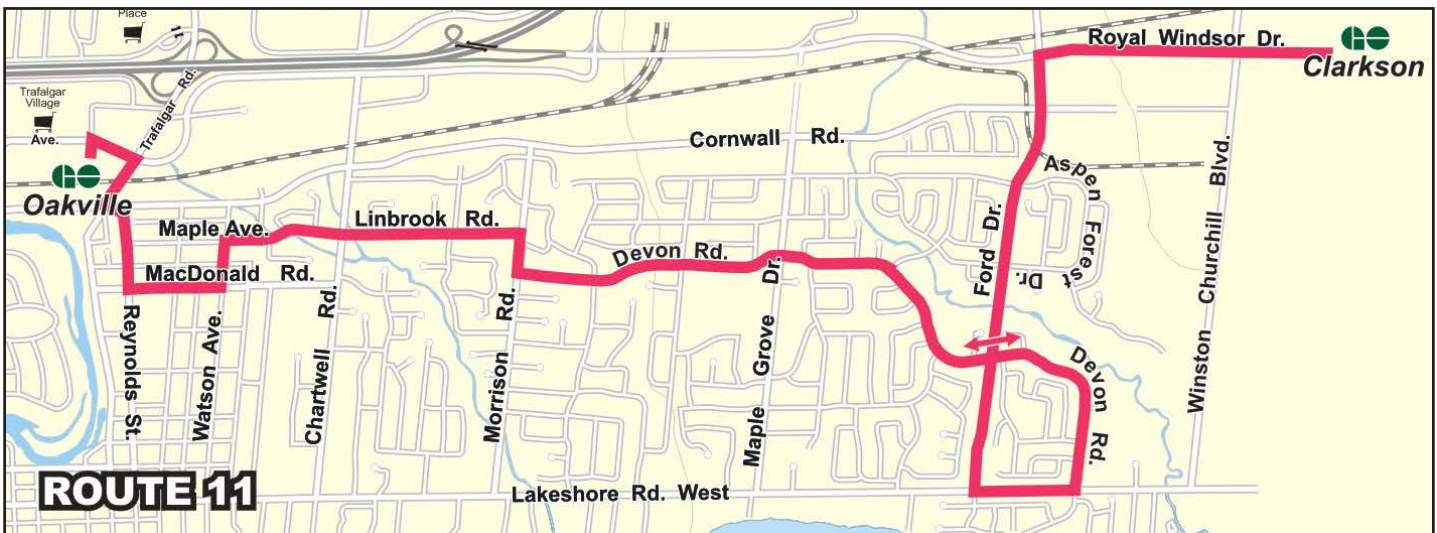 Place
Royal Windsor Dr.
GO
Clarkson
Trafalgar
Village
Trafalgar Rd.
Ave.
Cornwall Rd.
GO
Oakville
Aspen Forest Dr.
Linbrook Rd.
Maple Ave.
Devon Rd.
MacDonald Rd.
Ford Dr.
Winston Churchill Blvd.
Reynolds St.
Watson Ave.
Chartwell Rd.
Morrison Rd.
Maple Grove Dr.
Devon Rd.
ROUTE 11
Lakeshore Rd. West